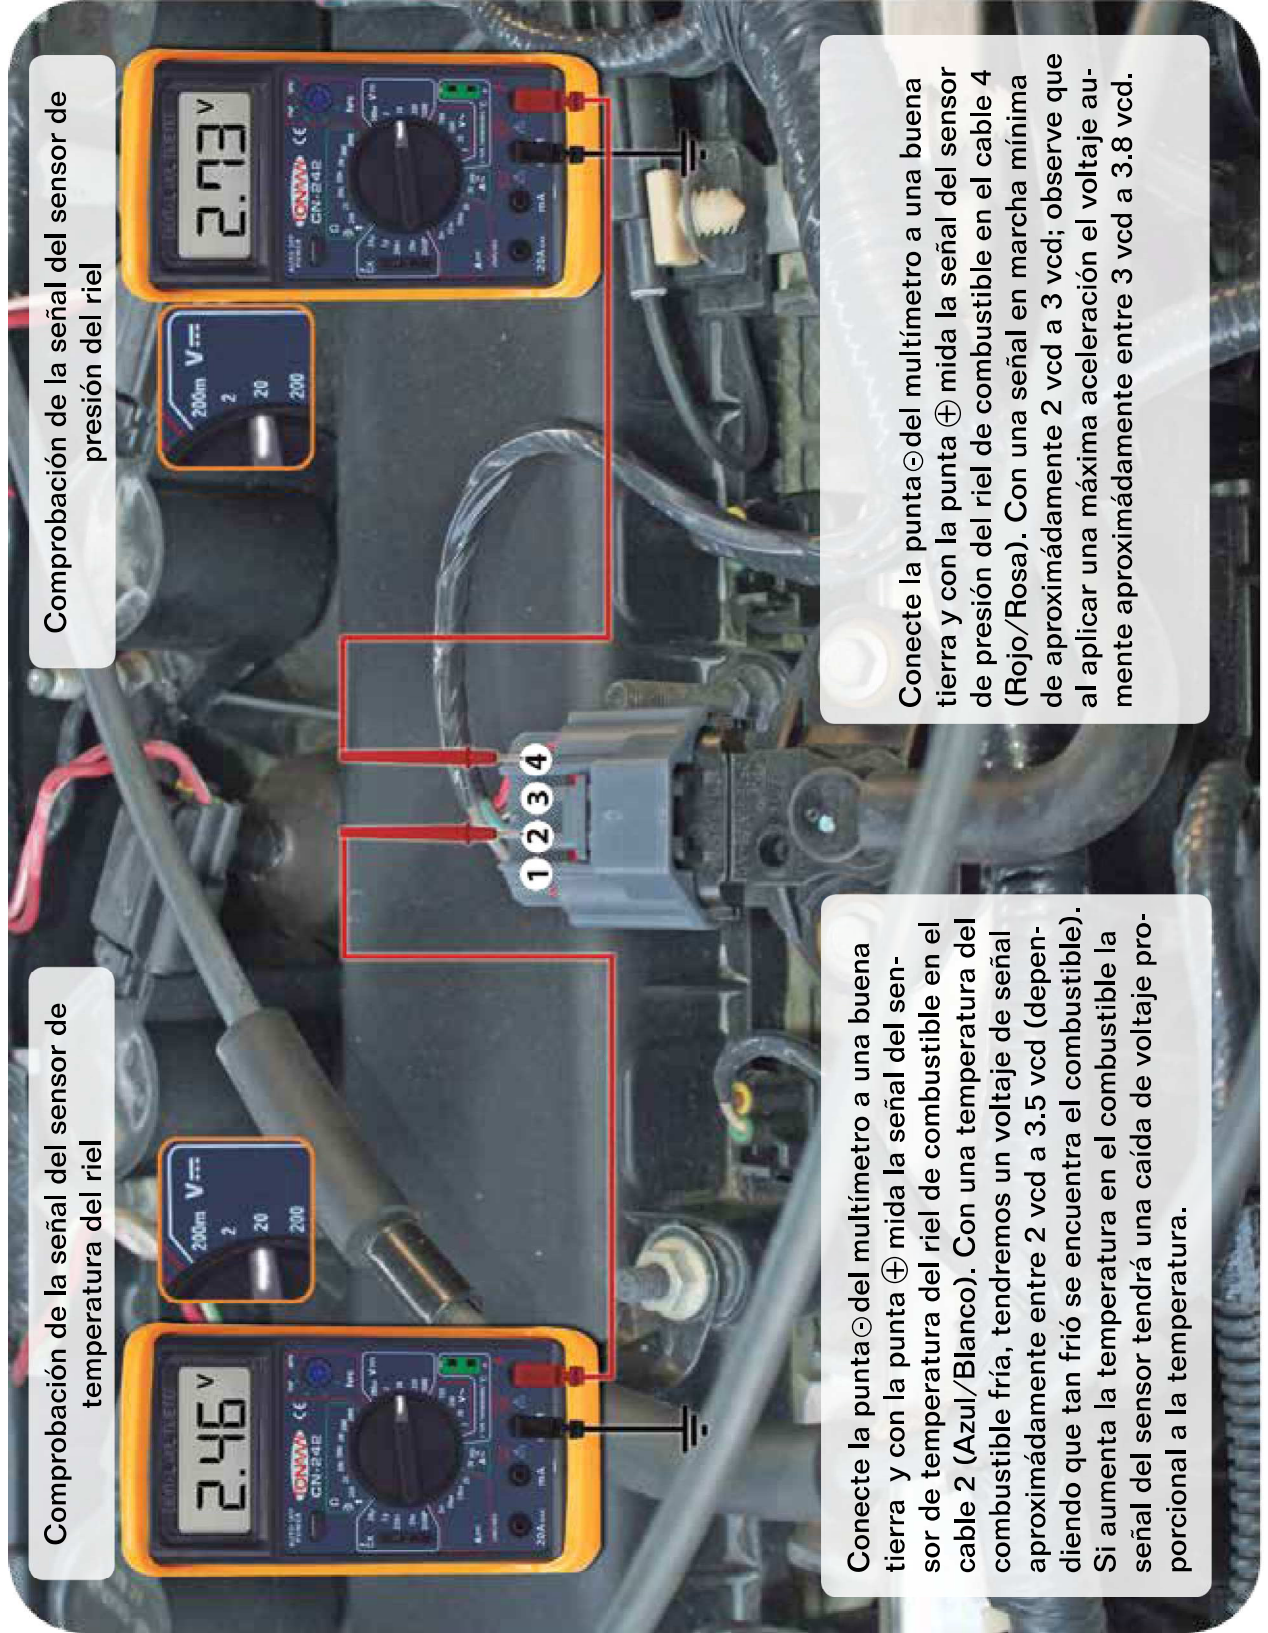 Comprobación de la señal del sensor de
temperatura del riel
2.46 V
CN-242
200m V
2
20
200
Conecte la punta ⊖ del multímetro a una buena
tierra y con la punta ⊕ mida la señal del sen-
sor de temperatura del riel de combustible en el
cable 2 (Azul/Blanco). Con una temperatura del
combustible fría, tendremos un voltaje de señal
aproximádamente entre 2 vcd a 3.5 vcd (depen-
diendo que tan frió se encuentra el combustible).
Si aumenta la temperatura en el combustible la
señal del sensor tendrá una caída de voltaje pro-
porcional a la temperatura.
1 2 3 4
Comprobación de la señal del sensor de
presión del riel
2.73 V
CN-242
200m V
2
20
200
Conecte la punta ⊖ del multímetro a una buena
tierra y con la punta ⊕ mida la señal del sensor
de presión del riel de combustible en el cable 4
(Rojo/Rosa). Con una señal en marcha mínima
de aproximádamente 2 vcd a 3 vcd; observe que
al aplicar una máxima aceleración el voltaje au-
mente aproximádamente entre 3 vcd a 3.8 vcd.